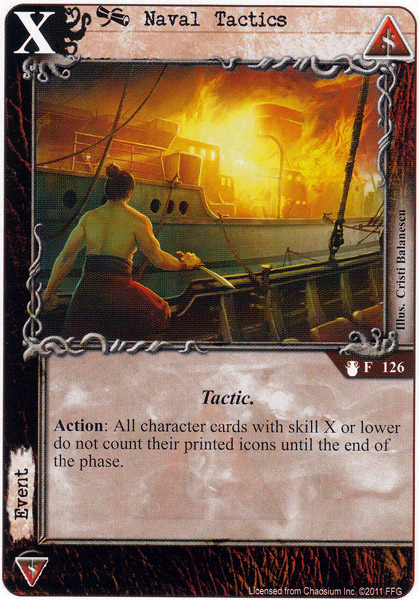 X
Naval Tactics
Illus. Cristi Balanescu
F 126
Tactic.
Action: All character cards with skill X or lower
do not count their printed icons until the end of
the phase.
Event
Licensed from Chaosium Inc. ©2011 FFG